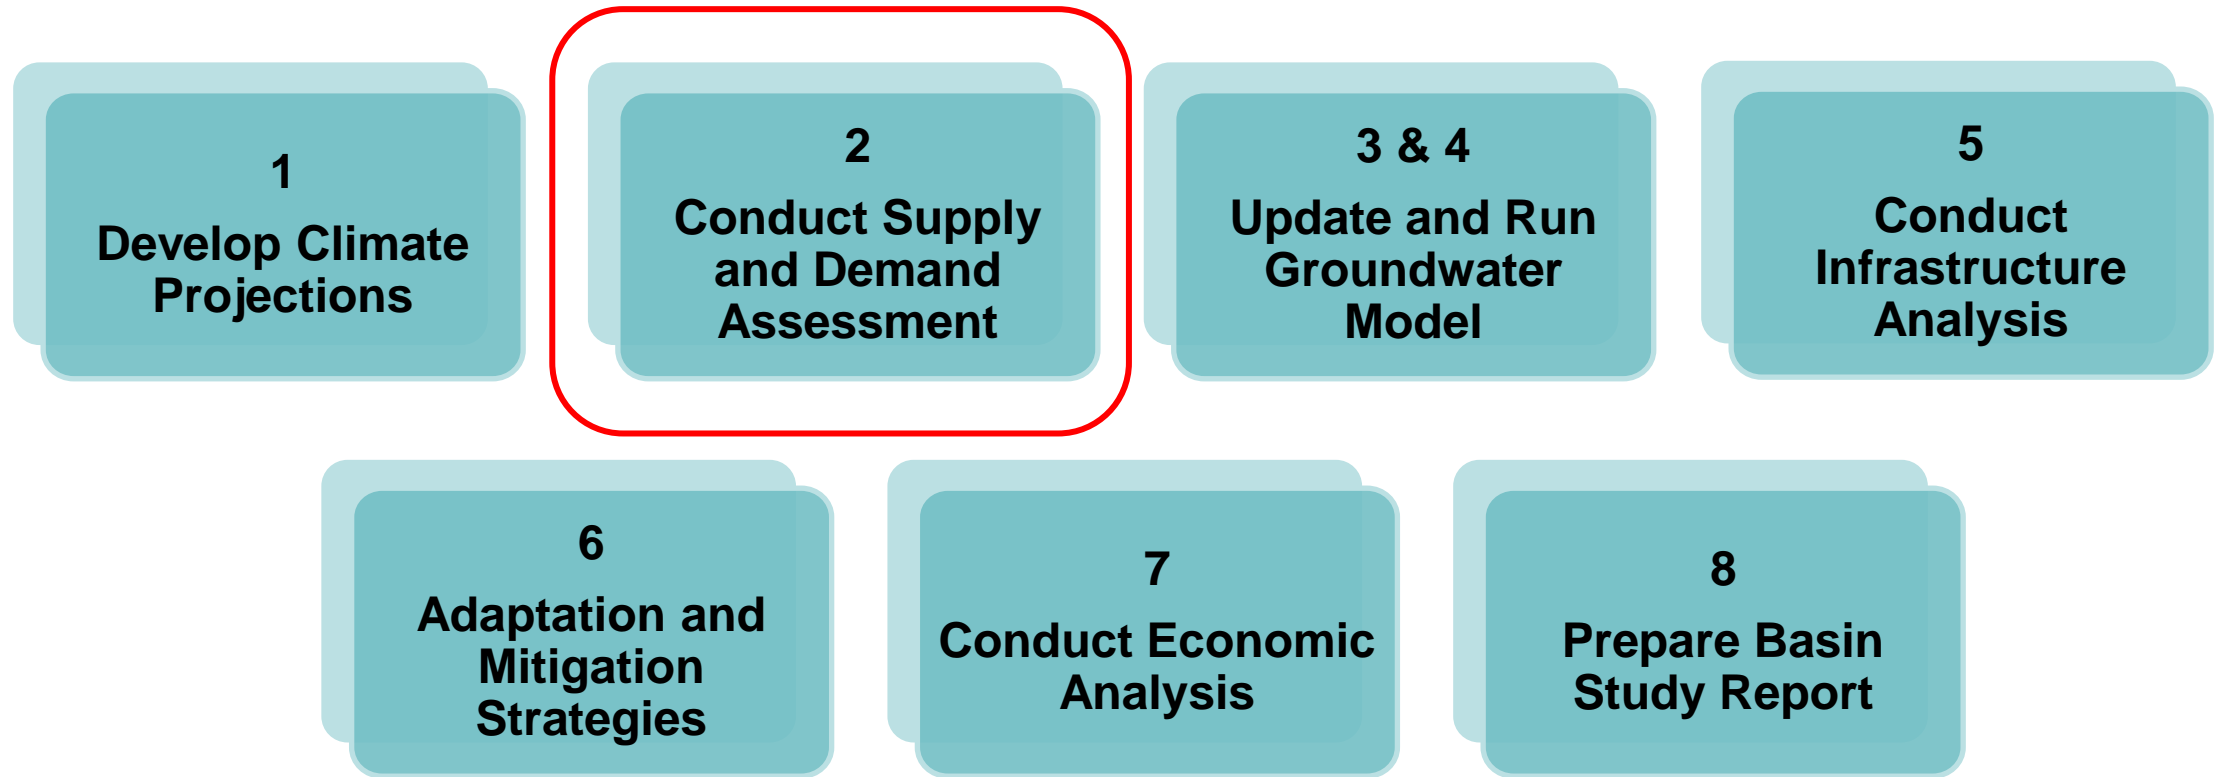 1
Develop Climate
Projections
2
Conduct Supply
and Demand
Assessment
3 & 4
Update and Run
Groundwater
Model
5
Conduct
Infrastructure
Analysis
6
Adaptation and
Mitigation
Strategies
7
Conduct Economic
Analysis
8
Prepare Basin
Study Report